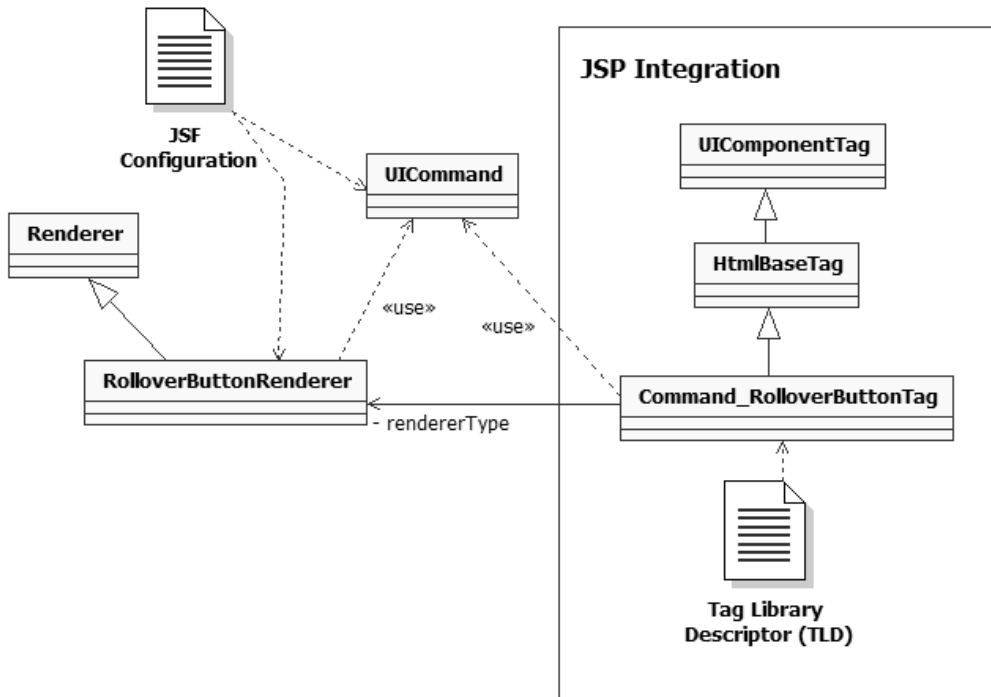 JSP Integration
JSF
Configuration
UIComponentTag
UICommand
Renderer
HtmlBaseTag
«use»
«use»
RolloverButtonRenderer
Command_RolloverButtonTag
- rendererType
Tag Library
Descriptor (TLD)